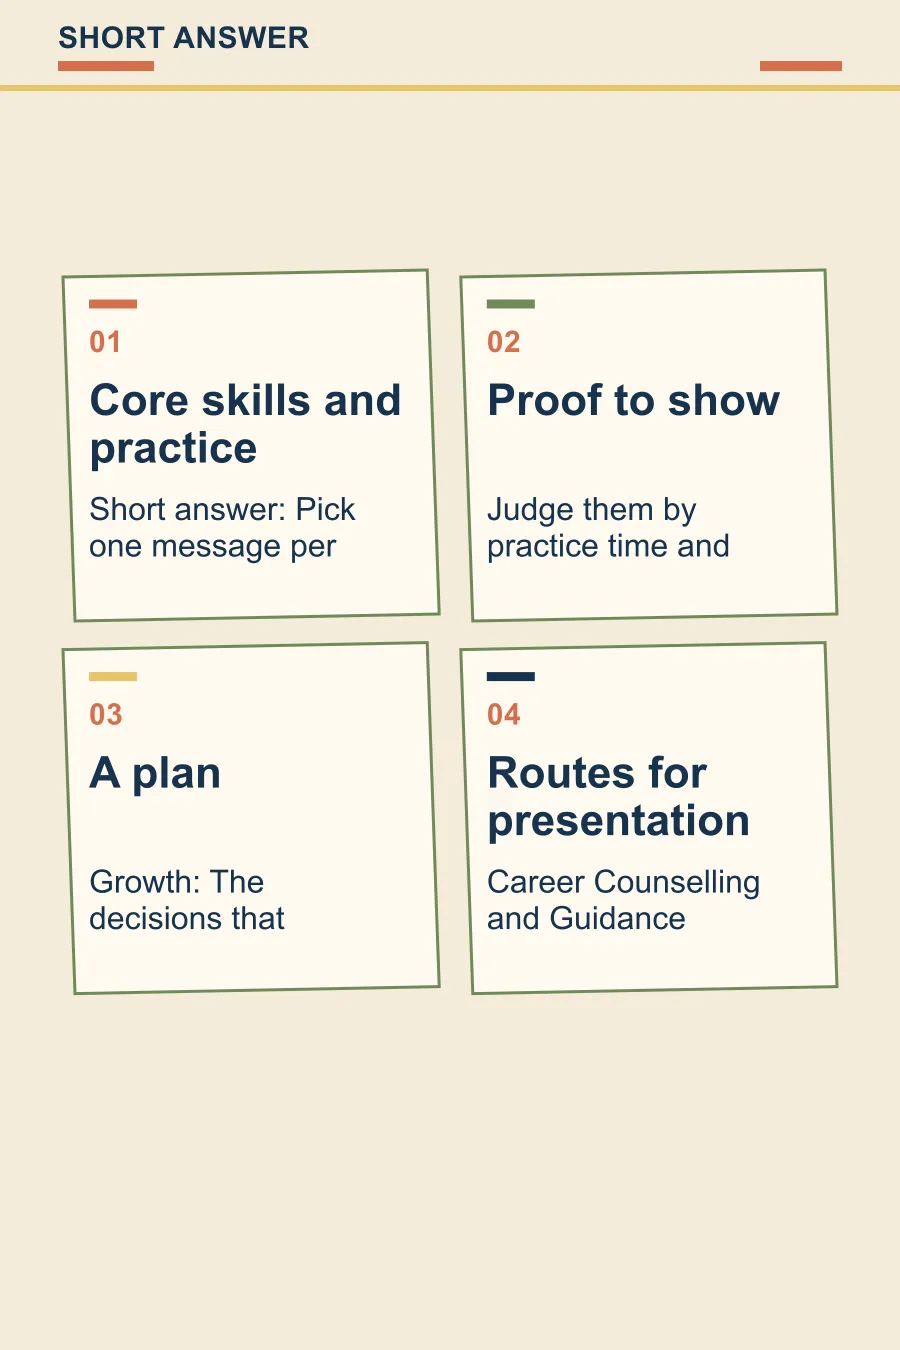 SHORT ANSWER
01
Core skills and
practice
Short answer: Pick
one message per
02
Proof to show
Judge them by
practice time and
03
A plan
Growth: The
decisions that
04
Routes for
presentation
Career Counselling
and Guidance